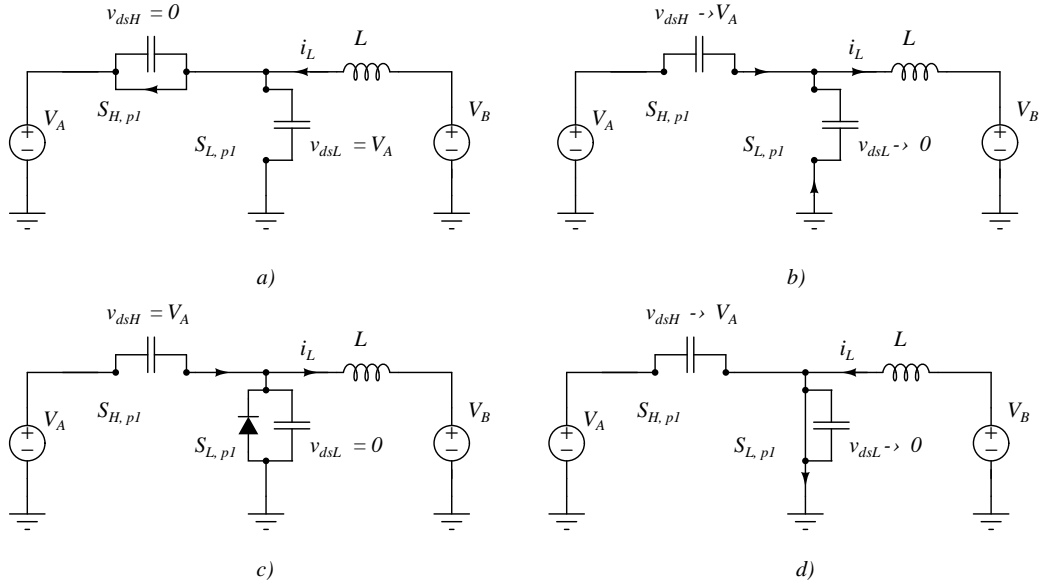 v_dsH = 0
i_L
L
V_A
S_H, p1
S_L, p1
v_dsL = V_A
V_B
a)
v_dsH -> V_A
i_L
L
V_A
S_H, p1
S_L, p1
v_dsL -> 0
V_B
b)
v_dsH = V_A
i_L
L
V_A
S_H, p1
S_L, p1
v_dsL = 0
V_B
c)
v_dsH -> V_A
i_L
L
V_A
S_H, p1
S_L, p1
v_dsL -> 0
V_B
d)